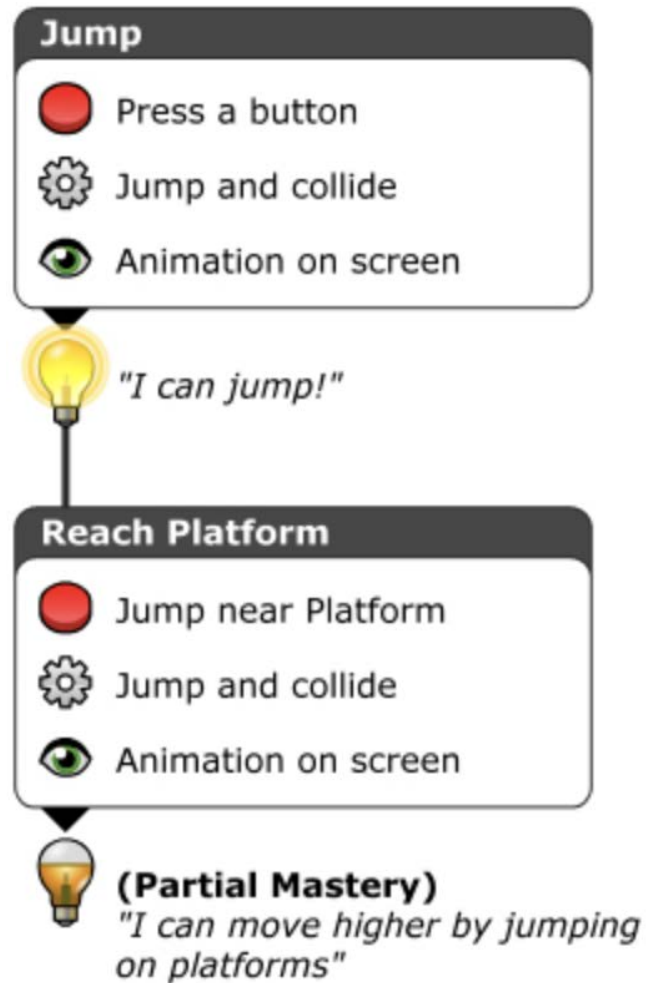 Jump
Press a button
Jump and collide
Animation on screen
"I can jump!"
Reach Platform
Jump near Platform
Jump and collide
Animation on screen
(Partial Mastery)
"I can move higher by jumping
on platforms"